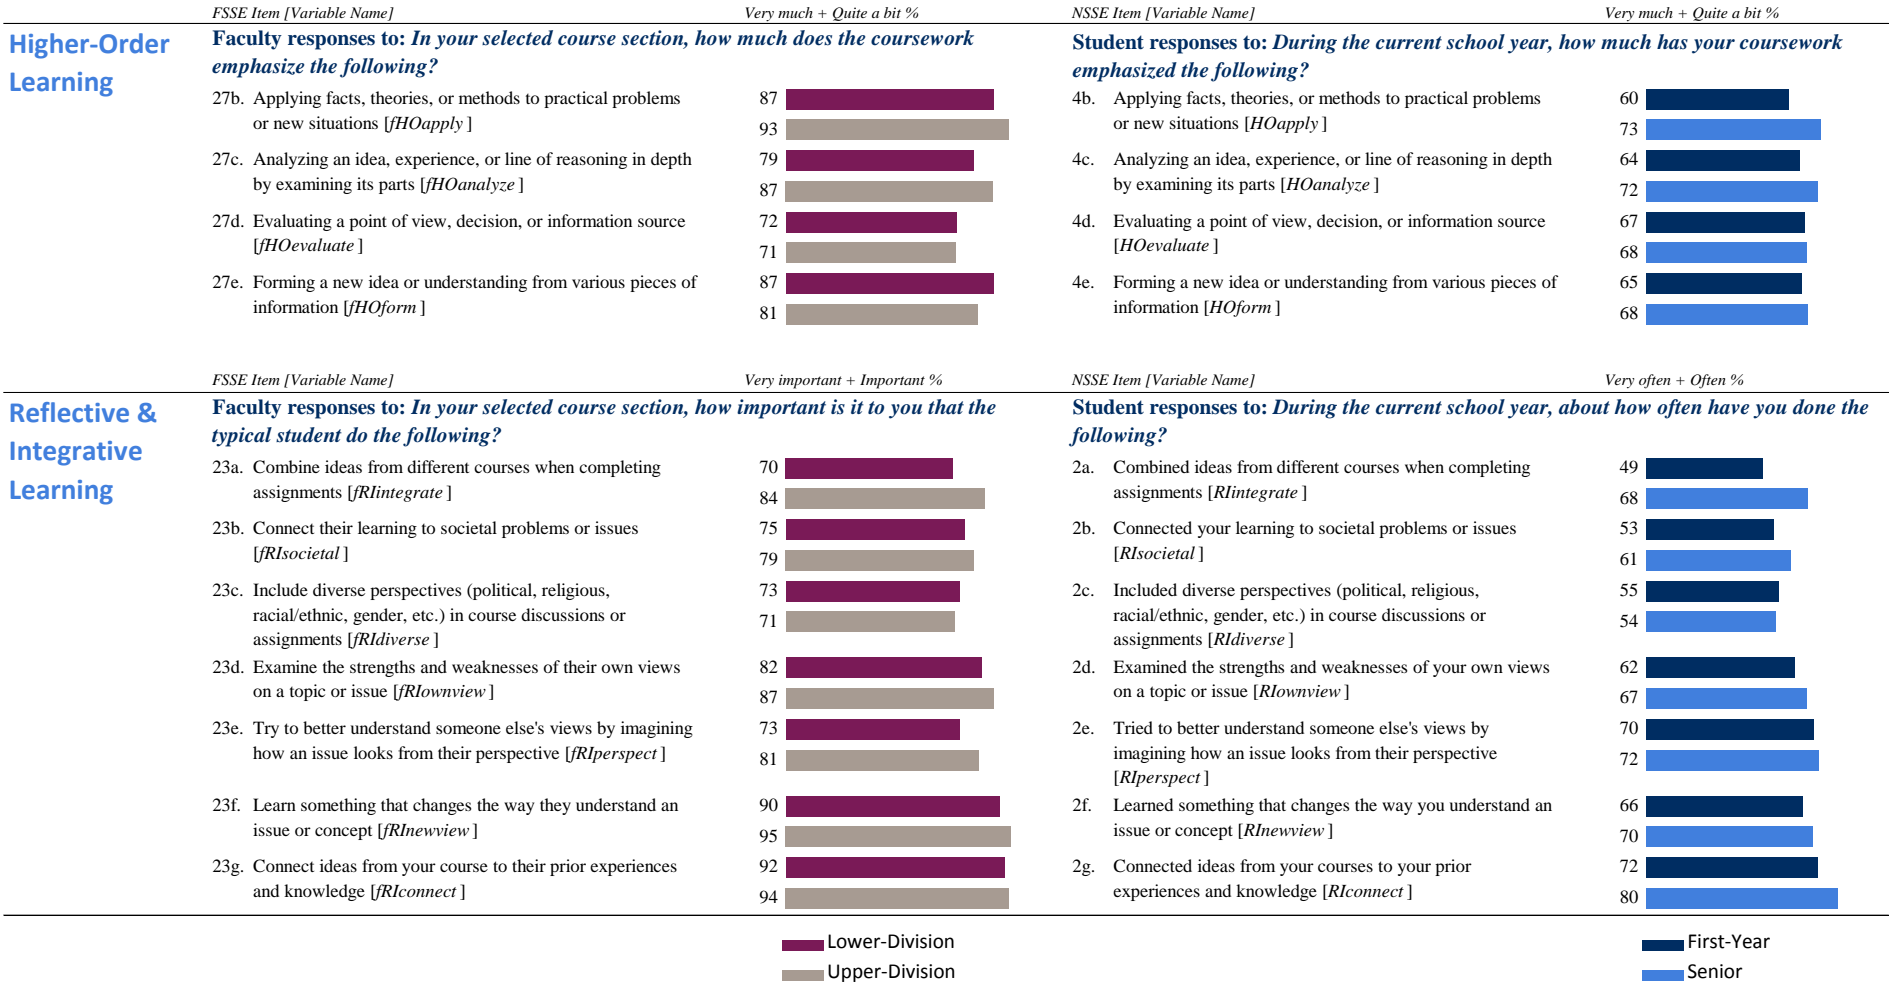 FSSE Item [Variable Name]
Very much + Quite a bit %
NSSE Item [Variable Name]
Very much + Quite a bit %
Higher-Order
Learning
Faculty responses to: In your selected course section, how much does the coursework
emphasize the following?
Student responses to: During the current school year, how much has your coursework
emphasized the following?
27b. Applying facts, theories, or methods to practical problems
or new situations [fHOapply ]
87
93
4b. Applying facts, theories, or methods to practical problems
or new situations [HOapply ]
60
73
27c. Analyzing an idea, experience, or line of reasoning in depth
by examining its parts [fHOanalyze ]
79
87
4c. Analyzing an idea, experience, or line of reasoning in depth
by examining its parts [HOanalyze ]
64
72
27d. Evaluating a point of view, decision, or information source
[fHOevaluate ]
72
71
4d. Evaluating a point of view, decision, or information source
[HOevaluate ]
67
68
27e. Forming a new idea or understanding from various pieces of
information [fHOform ]
87
81
4e. Forming a new idea or understanding from various pieces of
information [HOform ]
65
68
FSSE Item [Variable Name]
Very important + Important %
NSSE Item [Variable Name]
Very often + Often %
Reflective &
Integrative
Learning
Faculty responses to: In your selected course section, how important is it to you that the
typical student do the following?
Student responses to: During the current school year, about how often have you done the
following?
23a. Combine ideas from different courses when completing
assignments [fRIintegrate ]
70
84
2a. Combined ideas from different courses when completing
assignments [RIintegrate ]
49
68
23b. Connect their learning to societal problems or issues
[fRIsocietal ]
75
79
2b. Connected your learning to societal problems or issues
[RIsocietal ]
53
61
23c. Include diverse perspectives (political, religious,
racial/ethnic, gender, etc.) in course discussions or
assignments [fRIdiverse ]
73
71
2c. Included diverse perspectives (political, religious,
racial/ethnic, gender, etc.) in course discussions or
assignments [RIdiverse ]
55
54
23d. Examine the strengths and weaknesses of their own views
on a topic or issue [fRIownview ]
82
87
2d. Examined the strengths and weaknesses of your own views
on a topic or issue [RIownview ]
62
67
23e. Try to better understand someone else's views by imagining
how an issue looks from their perspective [fRIperspect ]
73
81
2e. Tried to better understand someone else's views by
imagining how an issue looks from their perspective
[RIperspect ]
70
72
23f. Learn something that changes the way they understand an
issue or concept [fRInewview ]
90
95
2f. Learned something that changes the way you understand an
issue or concept [RInewview ]
66
70
23g. Connect ideas from your course to their prior experiences
and knowledge [fRIconnect ]
92
94
2g. Connected ideas from your courses to your prior
experiences and knowledge [RIconnect ]
72
80
Lower-Division
Upper-Division
First-Year
Senior